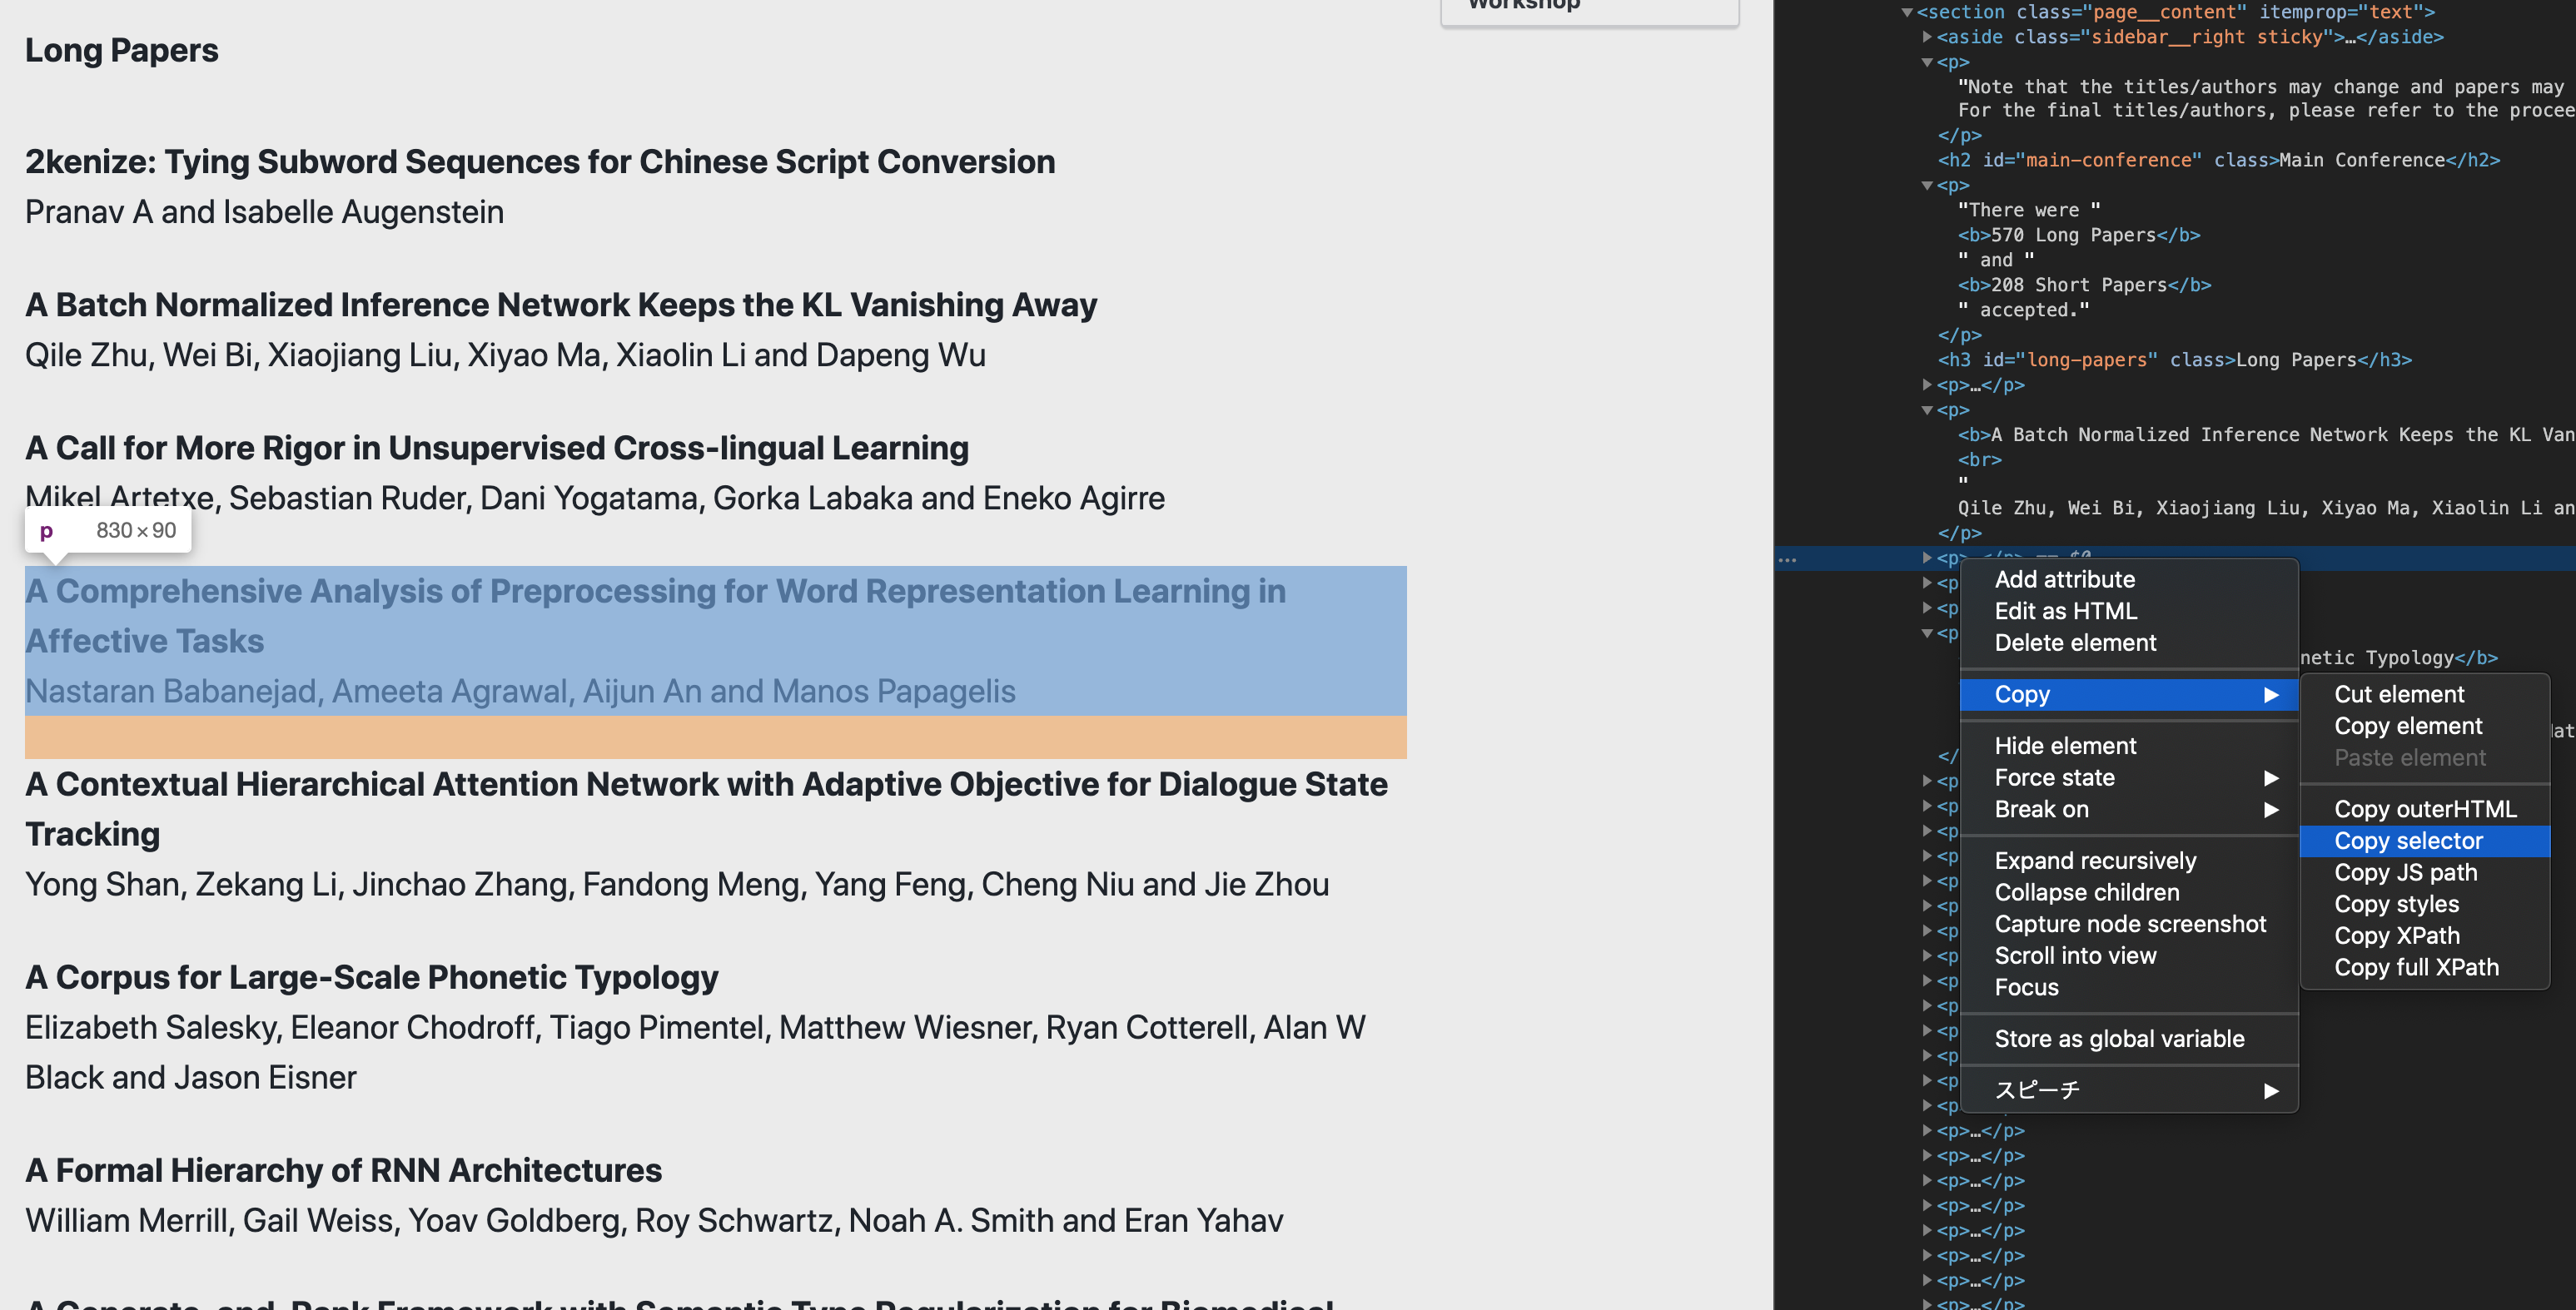 Workshop
Long Papers
2kenize: Tying Subword Sequences for Chinese Script Conversion
Pranav A and Isabelle Augenstein
A Batch Normalized Inference Network Keeps the KL Vanishing Away
Qile Zhu, Wei Bi, Xiaojiang Liu, Xiyao Ma, Xiaolin Li and Dapeng Wu
A Call for More Rigor in Unsupervised Cross-lingual Learning
Mikel Artetxe, Sebastian Ruder, Dani Yogatama, Gorka Labaka and Eneko Agirre
p 830 × 90
A Comprehensive Analysis of Preprocessing for Word Representation Learning in
Affective Tasks
Nastaran Babanejad, Ameeta Agrawal, Aijun An and Manos Papagelis
A Contextual Hierarchical Attention Network with Adaptive Objective for Dialogue State
Tracking
Yong Shan, Zekang Li, Jinchao Zhang, Fandong Meng, Yang Feng, Cheng Niu and Jie Zhou
A Corpus for Large-Scale Phonetic Typology
Elizabeth Salesky, Eleanor Chodroff, Tiago Pimentel, Matthew Wiesner, Ryan Cotterell, Alan W
Black and Jason Eisner
A Formal Hierarchy of RNN Architectures
William Merrill, Gail Weiss, Yoav Goldberg, Roy Schwartz, Noah A. Smith and Eran Yahav
A Generate-and-Rank Framework with Semantic Type Regularization for Biomedical
<section class="page__content" itemprop="text">
<aside class="sidebar__right sticky">…</aside>
<p>
"Note that the titles/authors may change and papers may
For the final titles/authors, please refer to the procee
</p>
<h2 id="main-conference" class>Main Conference</h2>
<p>
"There were "
<b>570 Long Papers</b>
" and "
<b>208 Short Papers</b>
" accepted."
</p>
<h3 id="long-papers" class>Long Papers</h3>
<p>…</p>
<p>
<b>A Batch Normalized Inference Network Keeps the KL Van
<br>
"
Qile Zhu, Wei Bi, Xiaojiang Liu, Xiyao Ma, Xiaolin Li an
</p>
<p>…</p> == $0
<p
<p
<p
netic Typology</b>
</
<p
<p
<p
<p
<p
<p
<p
<p
<p
<p
<p
<p
<p
<p
<p>…</p>
<p>…</p>
<p>…</p>
<p>…</p>
<p>…</p>
<p>…</p>
<p>…</p>
<p>…</p>
Add attribute
Edit as HTML
Delete element
Copy
Hide element
Force state
Break on
Expand recursively
Collapse children
Capture node screenshot
Scroll into view
Focus
Store as global variable
スピーチ
Cut element
Copy element
Paste element
Copy outerHTML
Copy selector
Copy JS path
Copy styles
Copy XPath
Copy full XPath